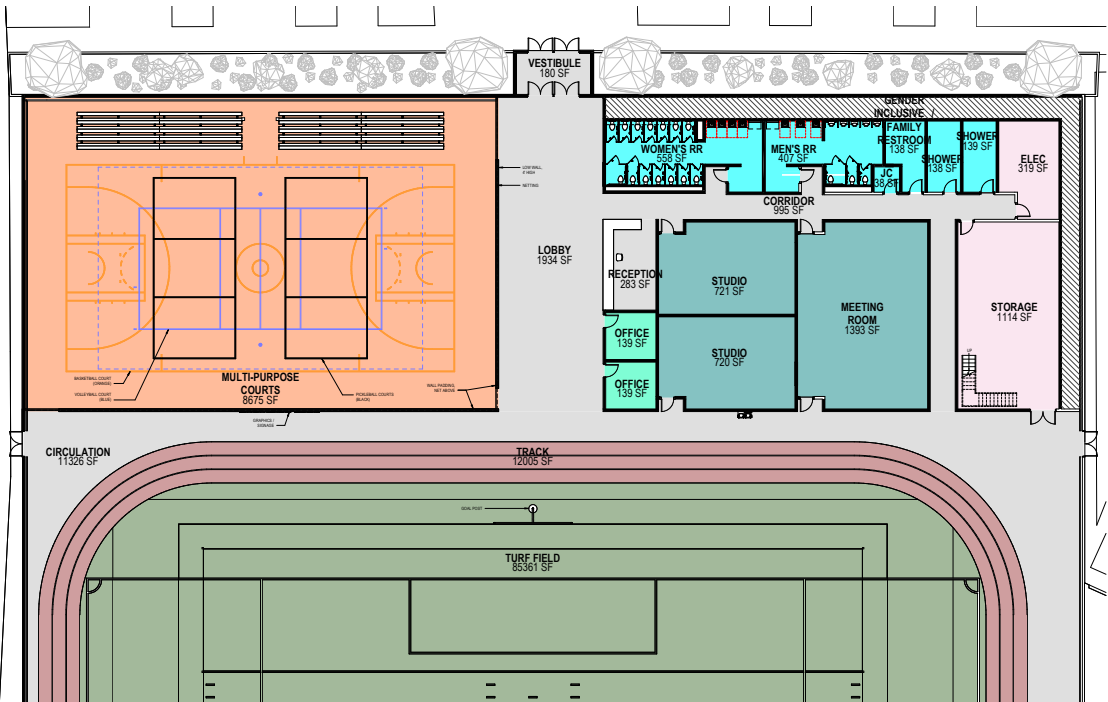 VESTIBULE
180 SF
GENDER
INCLUSIVE /
FAMILY
RESTROOM
138 SF
WOMEN'S RR
558 SF
MEN'S RR
407 SF
JC
38 SF
SHOWER
138 SF
SHOWER
139 SF
ELEC
319 SF
LOW WALL,
NETTING
CORRIDOR
995 SF
LOBBY
1934 SF
RECEPTION
283 SF
STUDIO
721 SF
MEETING
ROOM
1393 SF
STORAGE
1114 SF
OFFICE
139 SF
STUDIO
720 SF
UP
OFFICE
139 SF
MULTI-PURPOSE
COURTS
8675 SF
BASKETBALL COURT
(ORANGE)
VOLLEYBALL COURT
(BLUE)
PICKLEBALL COURTS
(BLACK)
WALL PADDING,
NET ABOVE
GRAPHICS /
SIGNAGE
CIRCULATION
11326 SF
TRACK
12005 SF
GOAL POST
TURF FIELD
85361 SF